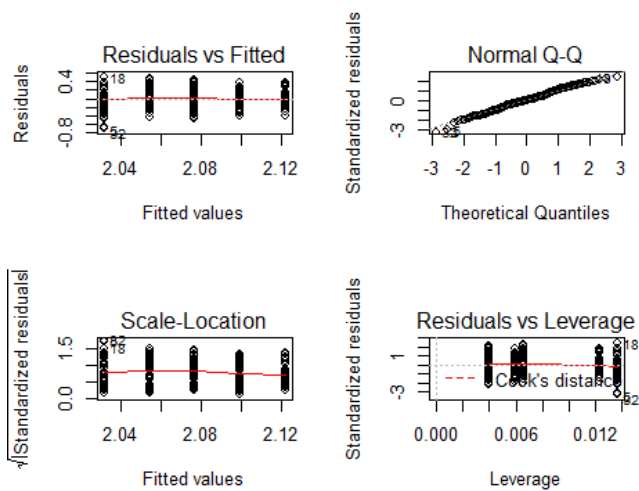 Residuals vs Fitted
Residuals
0.4
-0.8
18
2.04
2.08
2.12
Fitted values
Normal Q-Q
Standardized residuals
0
-3
-3 -2 -1 0 1 2 3
Theoretical Quantiles
Scale-Location
√|Standardized residuals|
1.5
0.0
18
2.04
2.08
2.12
Fitted values
Residuals vs Leverage
Standardized residuals
1
-3
18
Cook's distance
0.000
0.006
0.012
Leverage